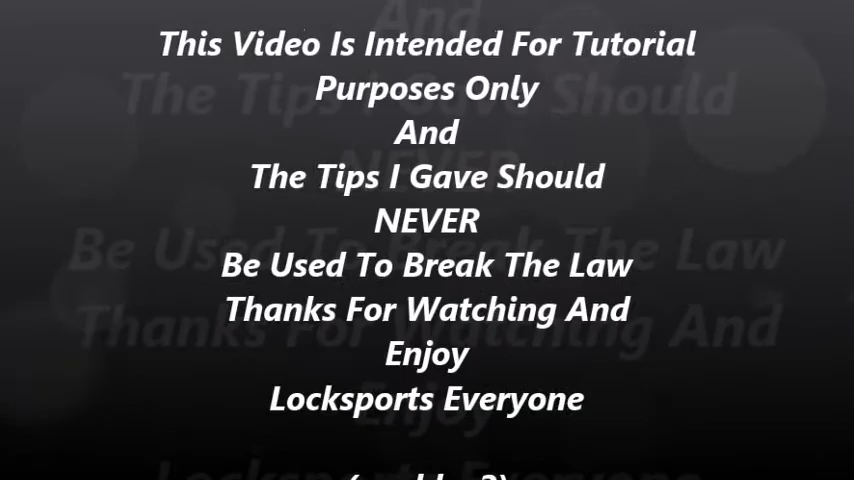 This Video Is Intended For Tutorial
Purposes Only
And
The Tips I Gave Should
NEVER
Be Used To Break The Law
Thanks For Watching And
Enjoy
Locksports Everyone